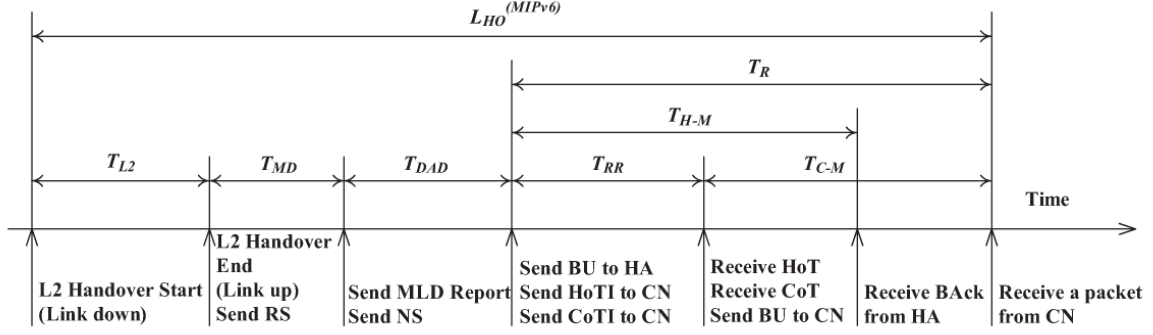 L_HO^(MIPv6)
T_R
T_H-M
T_L2
T_MD
T_DAD
T_RR
T_C-M
Time
L2 Handover Start
(Link down)
L2 Handover
End
(Link up)
Send RS
Send MLD Report
Send NS
Send BU to HA
Send HoTI to CN
Send CoTI to CN
Receive HoT
Receive CoT
Send BU to CN
Receive BAck
from HA
Receive a packet
from CN